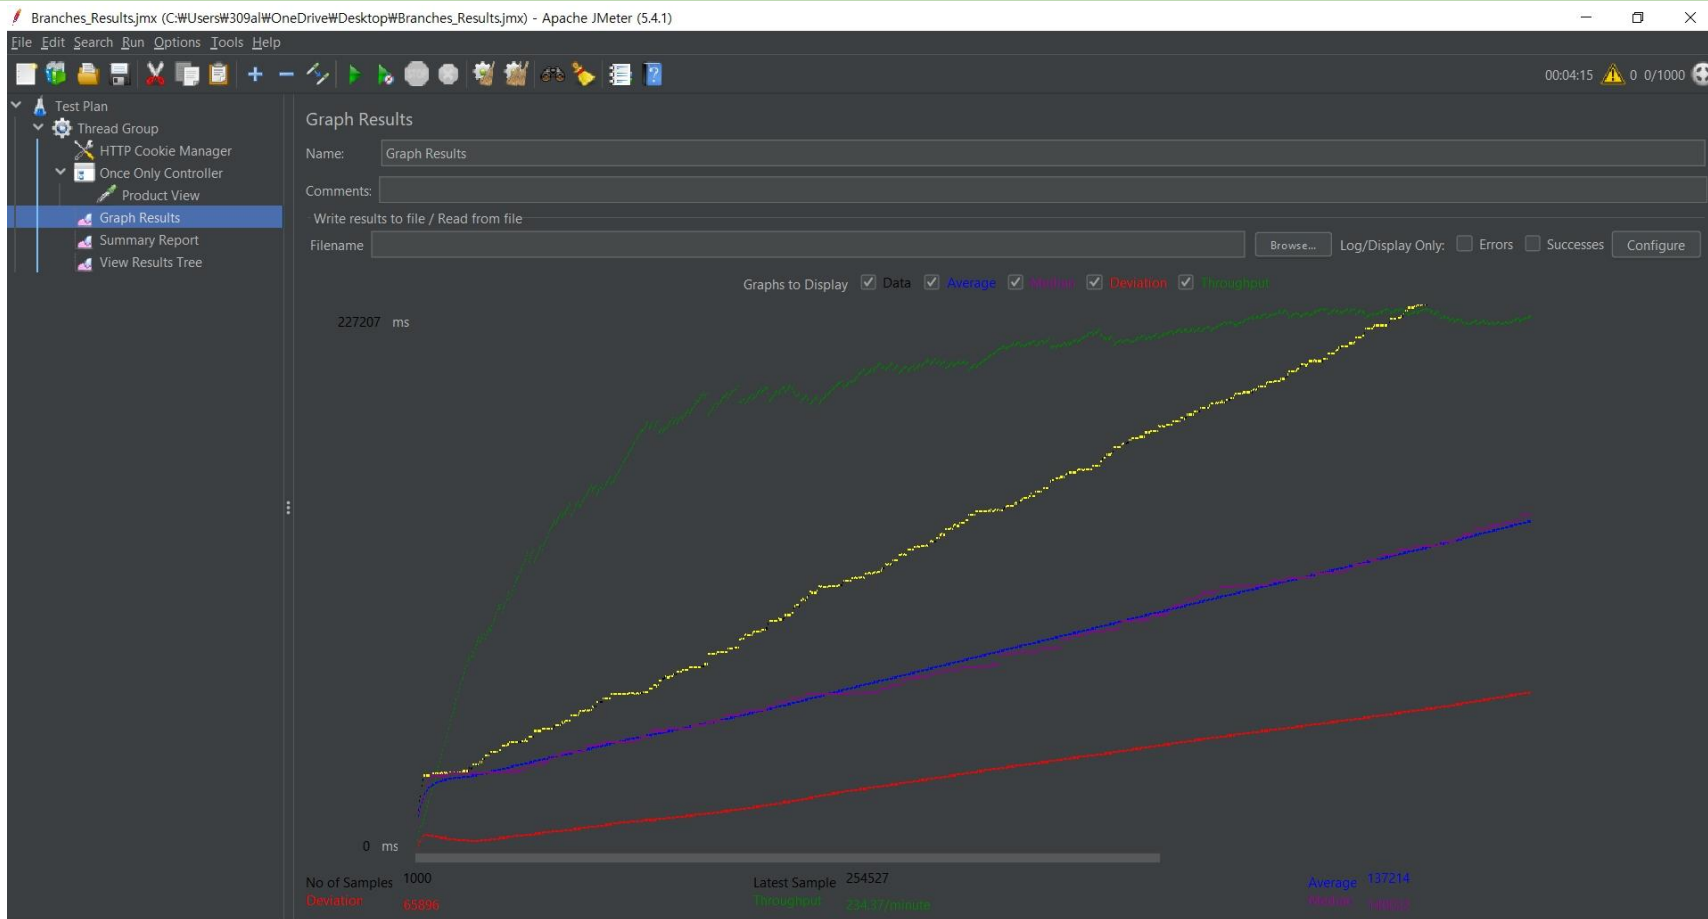 Branches_Results.jmx (C:₩Users₩309al₩OneDrive₩Desktop₩Branches_Results.jmx) - Apache JMeter (5.4.1)
File Edit Search Run Options Tools Help
00:04:15 0 0/1000
Test Plan
Thread Group
HTTP Cookie Manager
Once Only Controller
Product View
Graph Results
Summary Report
View Results Tree
Graph Results
Name: Graph Results
Comments:
Write results to file / Read from file
Filename Browse... Log/Display Only: Errors Successes Configure
Graphs to Display Data Average Median Deviation Throughput
227207 ms
0 ms
No of Samples 1000 Latest Sample 254527 Average 137214
Deviation 65896 Throughput 234.37/minute Median